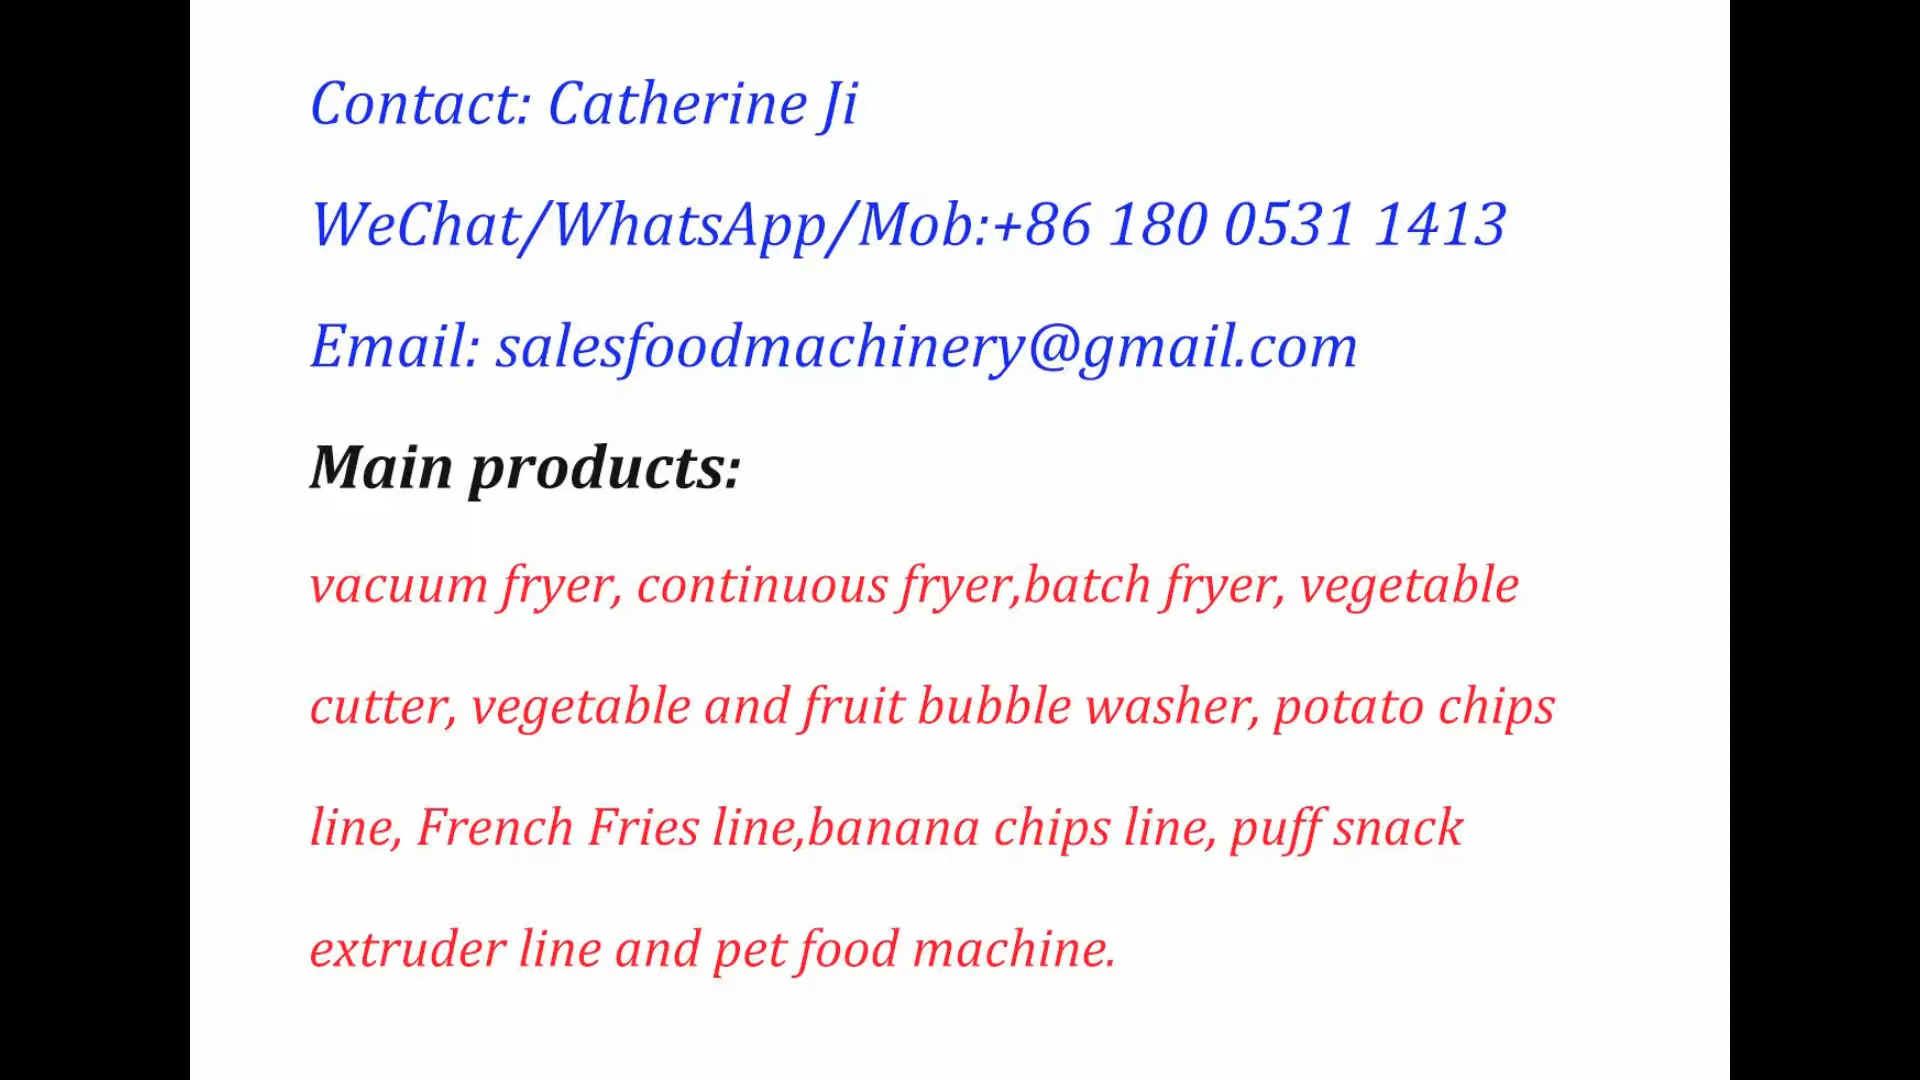 Contact: Catherine Ji
WeChat/WhatsApp/Mob:+86 180 0531 1413
Email: salesfoodmachinery@gmail.com
Main products:
vacuum fryer, continuous fryer,batch fryer, vegetable
cutter, vegetable and fruit bubble washer, potato chips
line, French Fries line,banana chips line, puff snack
extruder line and pet food machine.